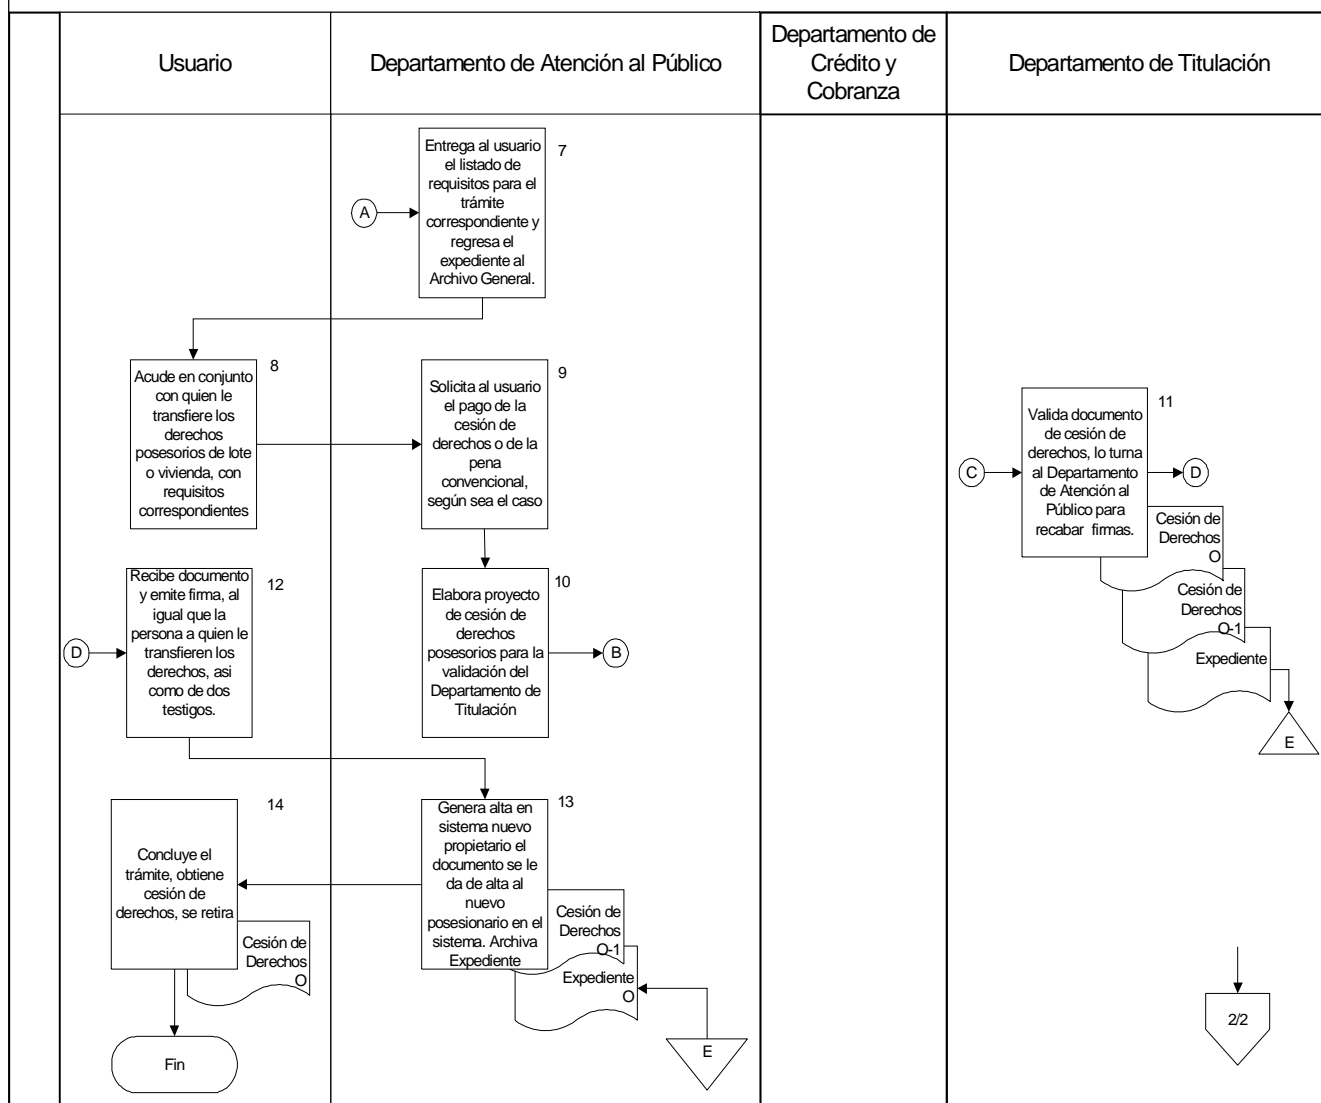 Usuario
Departamento de Atención al Público
Departamento de
Crédito y
Cobranza
Departamento de Titulación
Entrega al usuario
el listado de
requisitos para el
trámite
correspondiente y
regresa el
expediente al
Archivo General.
7
A
Acude en conjunto
con quien le
transfiere los
derechos
posesorios de lote
o vivienda, con
requisitos
correspondientes
8
Solicita al usuario
el pago de la
cesión de
derechos o de la
pena
convencional,
según sea el caso
9
Valida documento
de cesión de
derechos, lo turna
al Departamento
de Atención al
Público para
recabar firmas.
11
C
D
Cesión de
Derechos
O
Cesión de
Derechos
O-1
Expediente
E
Recibe documento
y emite firma, al
igual que la
persona a quien le
transfieren los
derechos, asi
como de dos
testigos.
12
D
Elabora proyecto
de cesión de
derechos
posesorios para la
validación del
Departamento de
Titulación
10
B
Concluye el
trámite, obtiene
cesión de
derechos, se retira
14
Cesión de
Derechos
O
Fin
Genera alta en
sistema nuevo
propietario el
documento se le
da de alta al
nuevo
posesionario en el
sistema. Archiva
Expediente
13
Cesión de
Derechos
O-1
Expediente
O
E
2/2